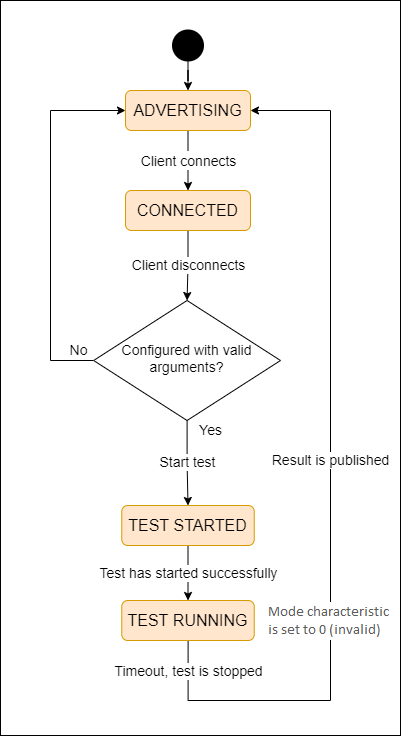 ADVERTISING
Client connects
CONNECTED
Client disconnects
No
Configured with valid
arguments?
Yes
Start test
Result is published
TEST STARTED
Test has started successfully
TEST RUNNING
Mode characteristic
is set to 0 (invalid)
Timeout, test is stopped